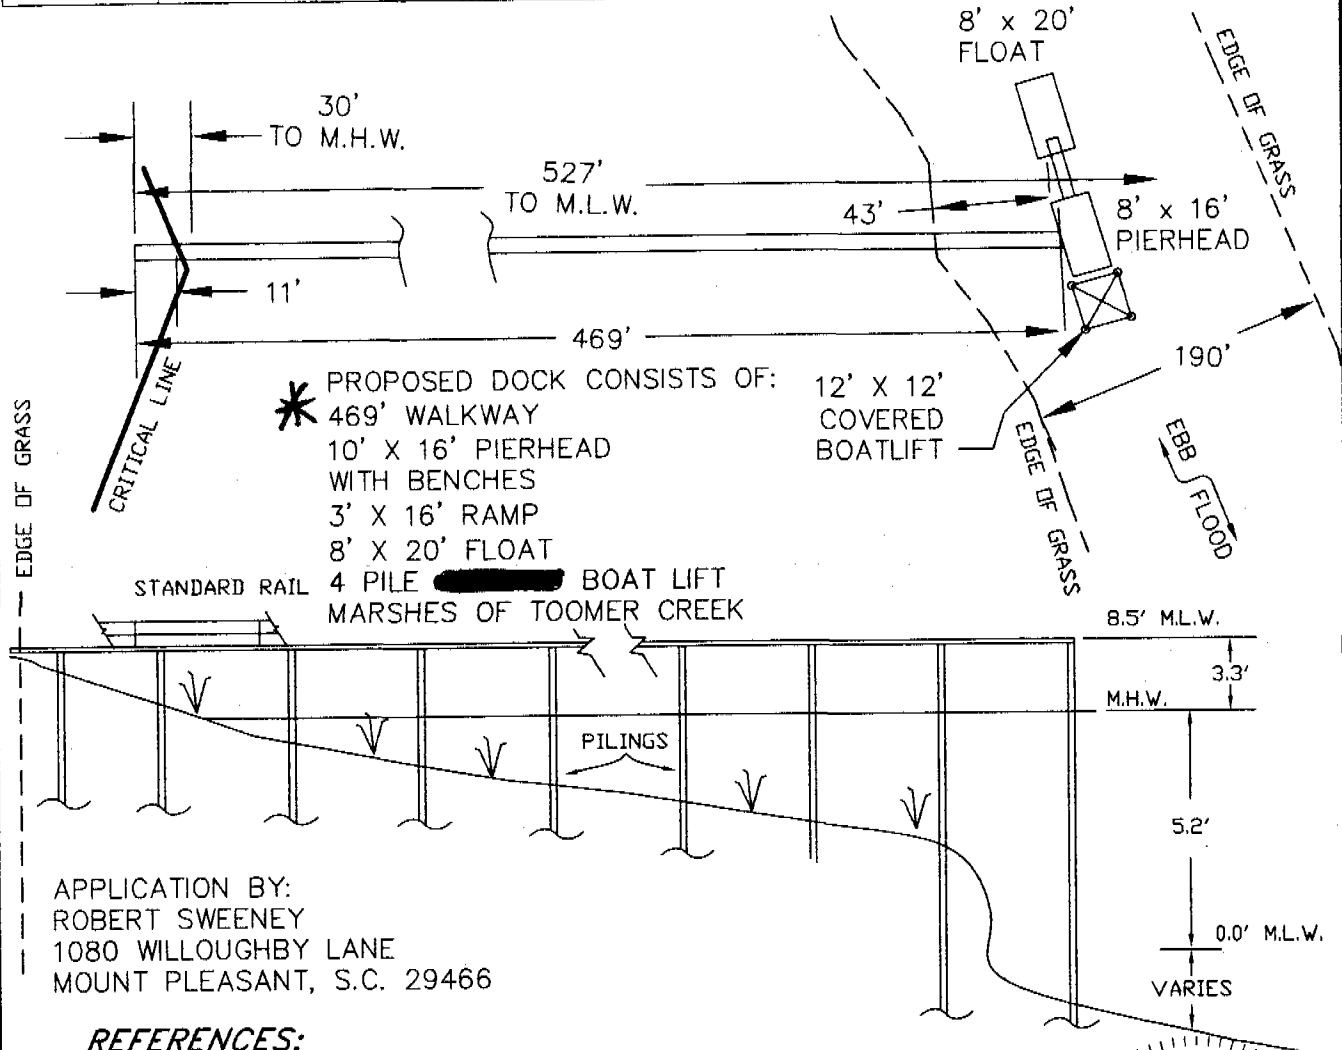 8' x 20'
FLOAT
EDGE OF GRASS
30'
TO M.H.W.
527'
TO M.L.W.
43'
8' x 16'
PIERHEAD
11'
469'
190'
CRITICAL LINE
EDGE OF GRASS
* PROPOSED DOCK CONSISTS OF:
469' WALKWAY
10' X 16' PIERHEAD
WITH BENCHES
3' X 16' RAMP
8' X 20' FLOAT
4 PILE BOAT LIFT
MARSHES OF TOOMER CREEK
12' X 12'
COVERED
BOATLIFT
EDGE OF GRASS
EBB
FLOOD
STANDARD RAIL
8.5' M.L.W.
3.3'
M.H.W.
PILINGS
5.2'
0.0' M.L.W.
VARIES
APPLICATION BY:
ROBERT SWEENEY
1080 WILLOUGHBY LANE
MOUNT PLEASANT, S.C. 29466
REFERENCES: